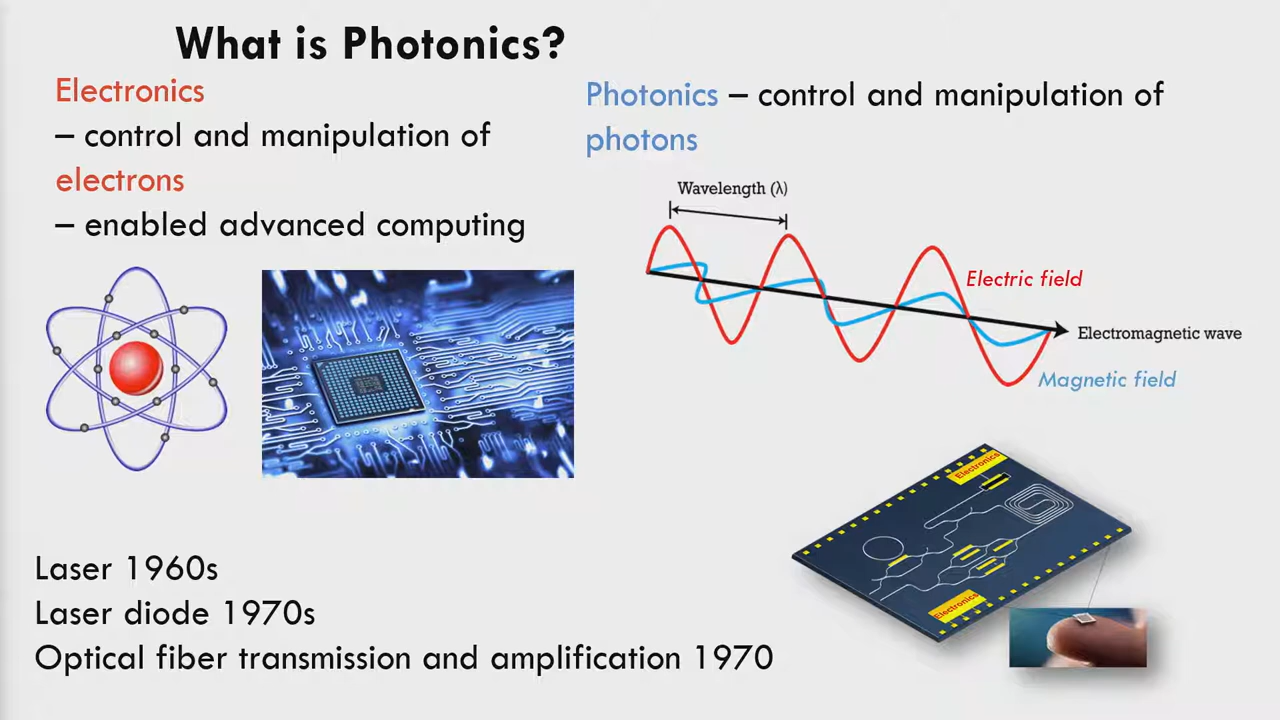 What is Photonics?
Electronics
– control and manipulation of
electrons
– enabled advanced computing
Photonics – control and manipulation of
photons
Wavelength (λ)
Electric field
Electromagnetic wave
Magnetic field
Electronics
Electronics
Laser 1960s
Laser diode 1970s
Optical fiber transmission and amplification 1970